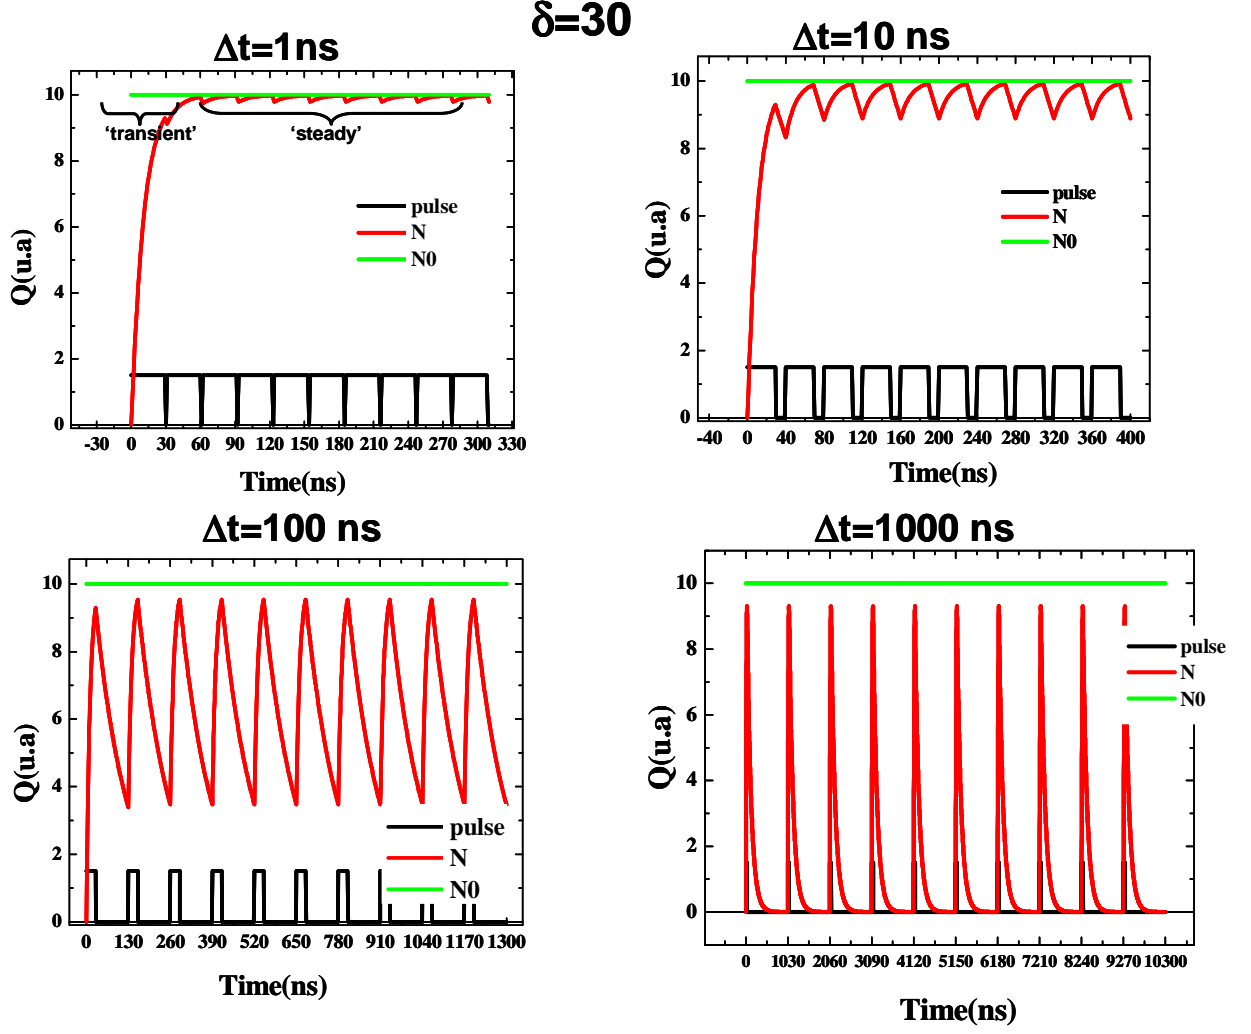 δ=30
Δt=1ns
10
8
6
4
2
0
'transient'
'steady'
pulse
N
N0
Q(u.a)
-30 0 30 60 90 120 150 180 210 240 270 300 330
Time(ns)
Δt=10 ns
10
8
6
4
2
0
pulse
N
N0
Q(u.a)
-40 0 40 80 120 160 200 240 280 320 360 400
Time(ns)
Δt=100 ns
10
8
6
4
2
0
pulse
N
N0
Q(u.a)
0 130 260 390 520 650 780 910 1040 1170 1300
Time(ns)
Δt=1000 ns
10
8
6
4
2
0
pulse
N
N0
Q(u.a)
0 1030 2060 3090 4120 5150 6180 7210 8240 9270 10300
Time(ns)